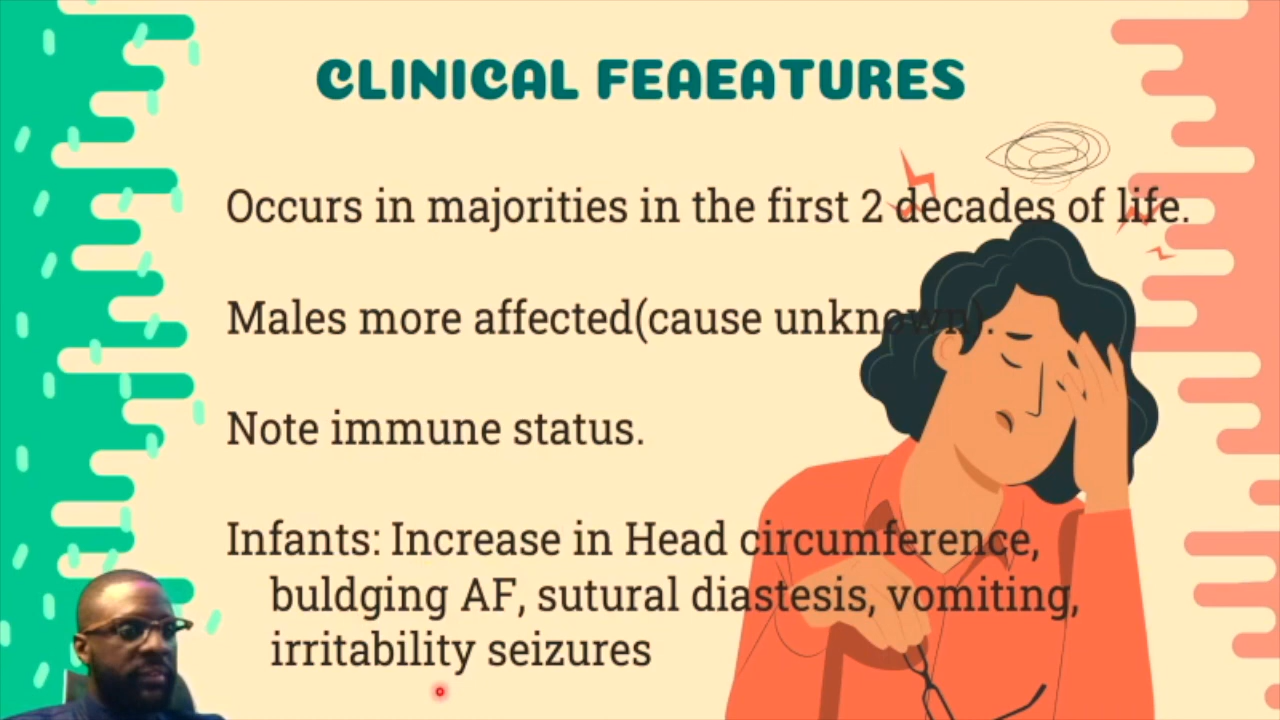 CLINICAL FEAEATURES
Occurs in majorities in the first 2 decades of life.
Males more affected(cause unknown).
Note immune status.
Infants: Increase in Head circumference,
buldging AF, sutural diastesis, vomiting,
irritability seizures